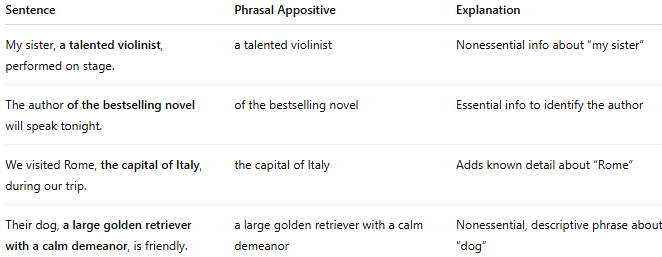 Sentence Phrasal Appositive Explanation
My sister, a talented violinist, a talented violinist Nonessential info about “my sister”
performed on stage.
The author of the bestselling novel of the bestselling novel Essential info to identify the author
will speak tonight.
We visited Rome, the capital of Italy, the capital of Italy Adds known detail about “Rome”
during our trip.
Their dog, a large golden retriever a large golden retriever with a calm Nonessential, descriptive phrase about
with a calm demeanor, is friendly. demeanor “dog”